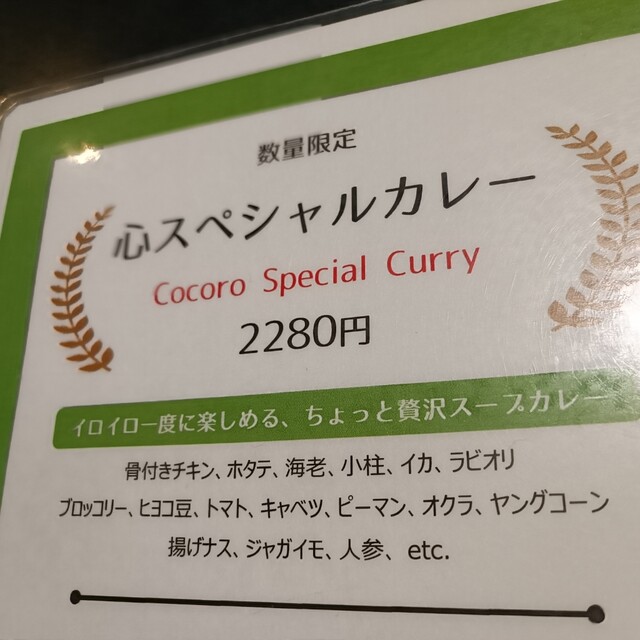 数量限定
心スペシャルカレー
Cocoro Special Curry
2280円
イロイロ一度に楽しめる、ちょっと贅沢スープカレー
骨付きチキン、ホタテ、海老、小柱、イカ、ラビオリ
ブロッコリー、ヒヨコ豆、トマト、キャベツ、ピーマン、オクラ、ヤングコーン
揚げナス、ジャガイモ、人参、etc.